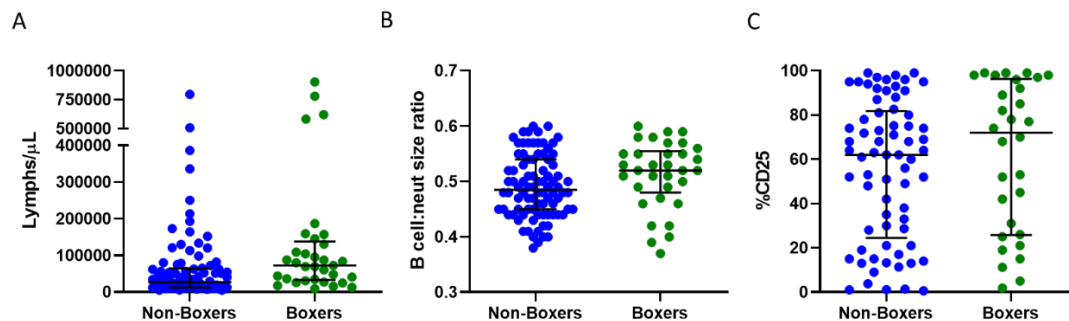 A
Lymphs/μL
1000000
750000
500000
400000
300000
200000
100000
0
Non-Boxers
Boxers
B
B cell:neut size ratio
0.7
0.6
0.5
0.4
0.3
Non-Boxers
Boxers
C
%CD25
100
80
60
40
20
0
Non-Boxers
Boxers